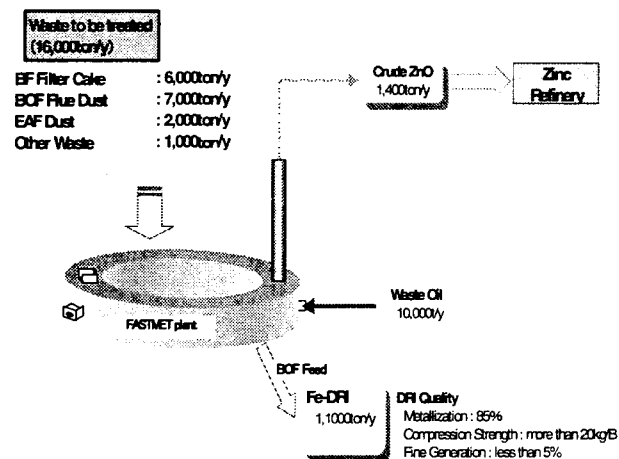 Waste to be treated
(16,000ton/y)
BF Filter Cake : 6,000ton/y
BOF Flue Dust : 7,000ton/y
EAF Dust : 2,000ton/y
Other Waste : 1,000ton/y
Crude ZnO
1,400ton/y
Zinc
Refinery
Waste Oil
10,000t/y
FASTMET plant
BOF Feed
Fe-DRI
1,1000ton/y
DRI Quality
Metallization : 85%
Compression Strength : more than 20kg/B
Fine Generation : less than 5%